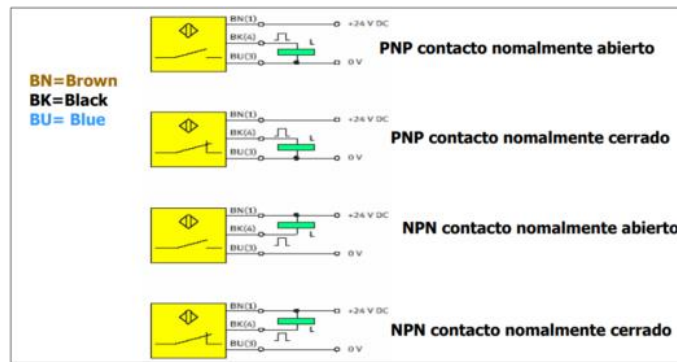 BN(1)
+24 V DC
BK(4)
L
BU(3)
0 V
PNP contacto nomalmente abierto
BN=Brown
BK=Black
BU= Blue
BN(1)
+24 V DC
BK(4)
L
BU(3)
0 V
PNP contacto nomalmente cerrado
BN(1)
+24 V DC
BK(4)
L
BU(3)
0 V
NPN contacto nomalmente abierto
BN(1)
+24 V DC
BK(4)
L
BU(3)
0 V
NPN contacto nomalmente cerrado